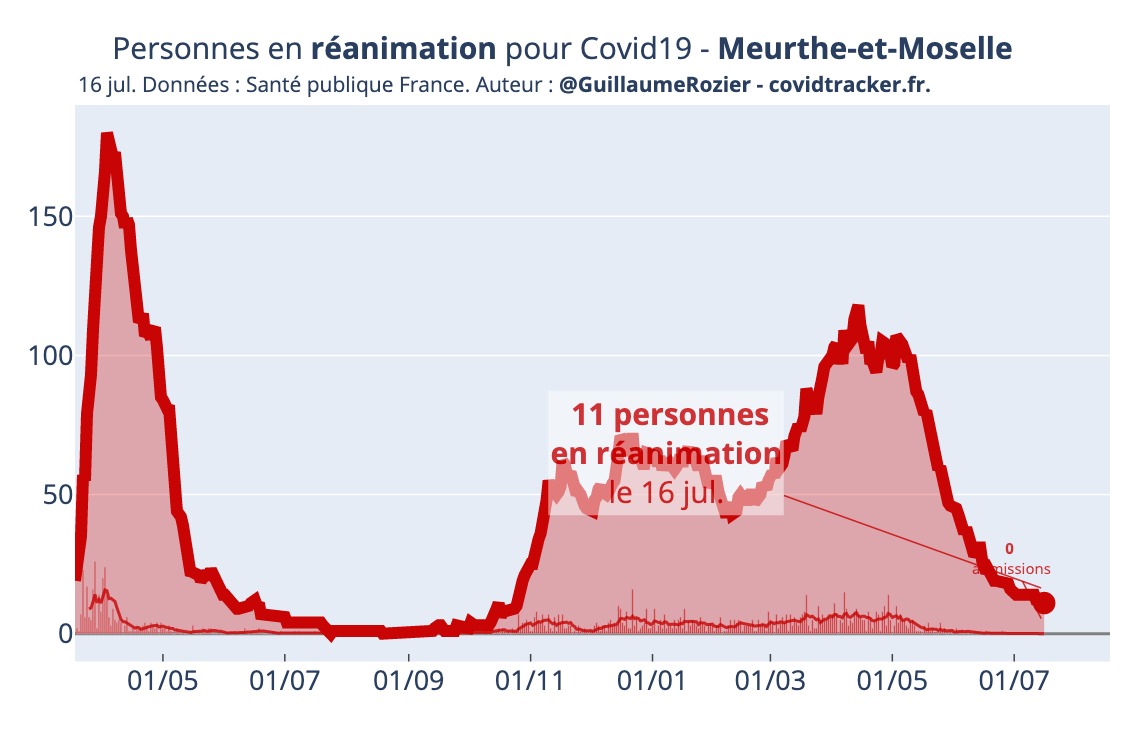 Personnes en réanimation pour Covid19 - Meurthe-et-Moselle
16 jul. Données : Santé publique France. Auteur : @GuillaumeRozier - covidtracker.fr.
150
100
11 personnes
en réanimation
le 16 jul.
50
0
admissions
0
01/05 01/07 01/09 01/11 01/01 01/03 01/05 01/07